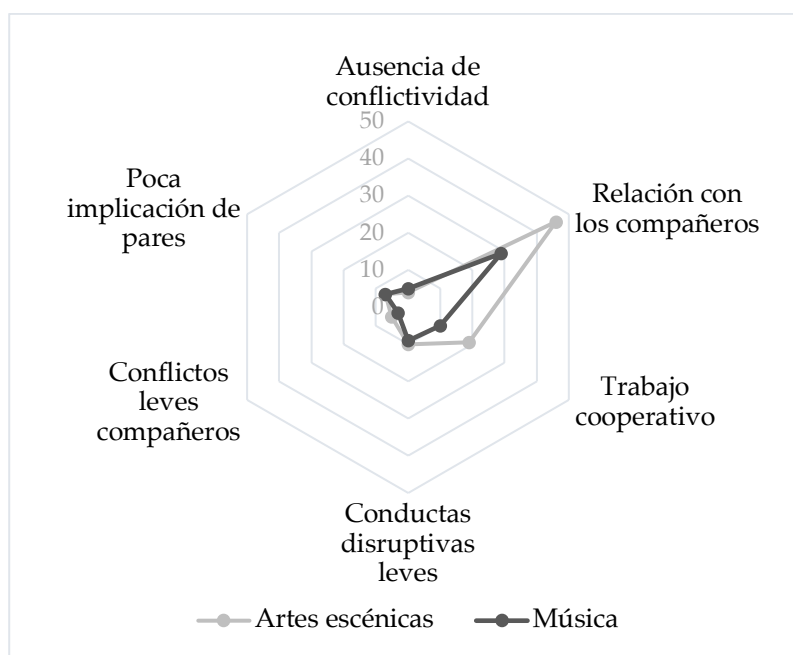 Ausencia de
conflictividad
50
40
30
20
10
0
Relación con
los compañeros
Trabajo
cooperativo
Conductas
disruptivas
leves
Conflictos
leves
compañeros
Poca
implicación de
pares
Artes escénicas
Música